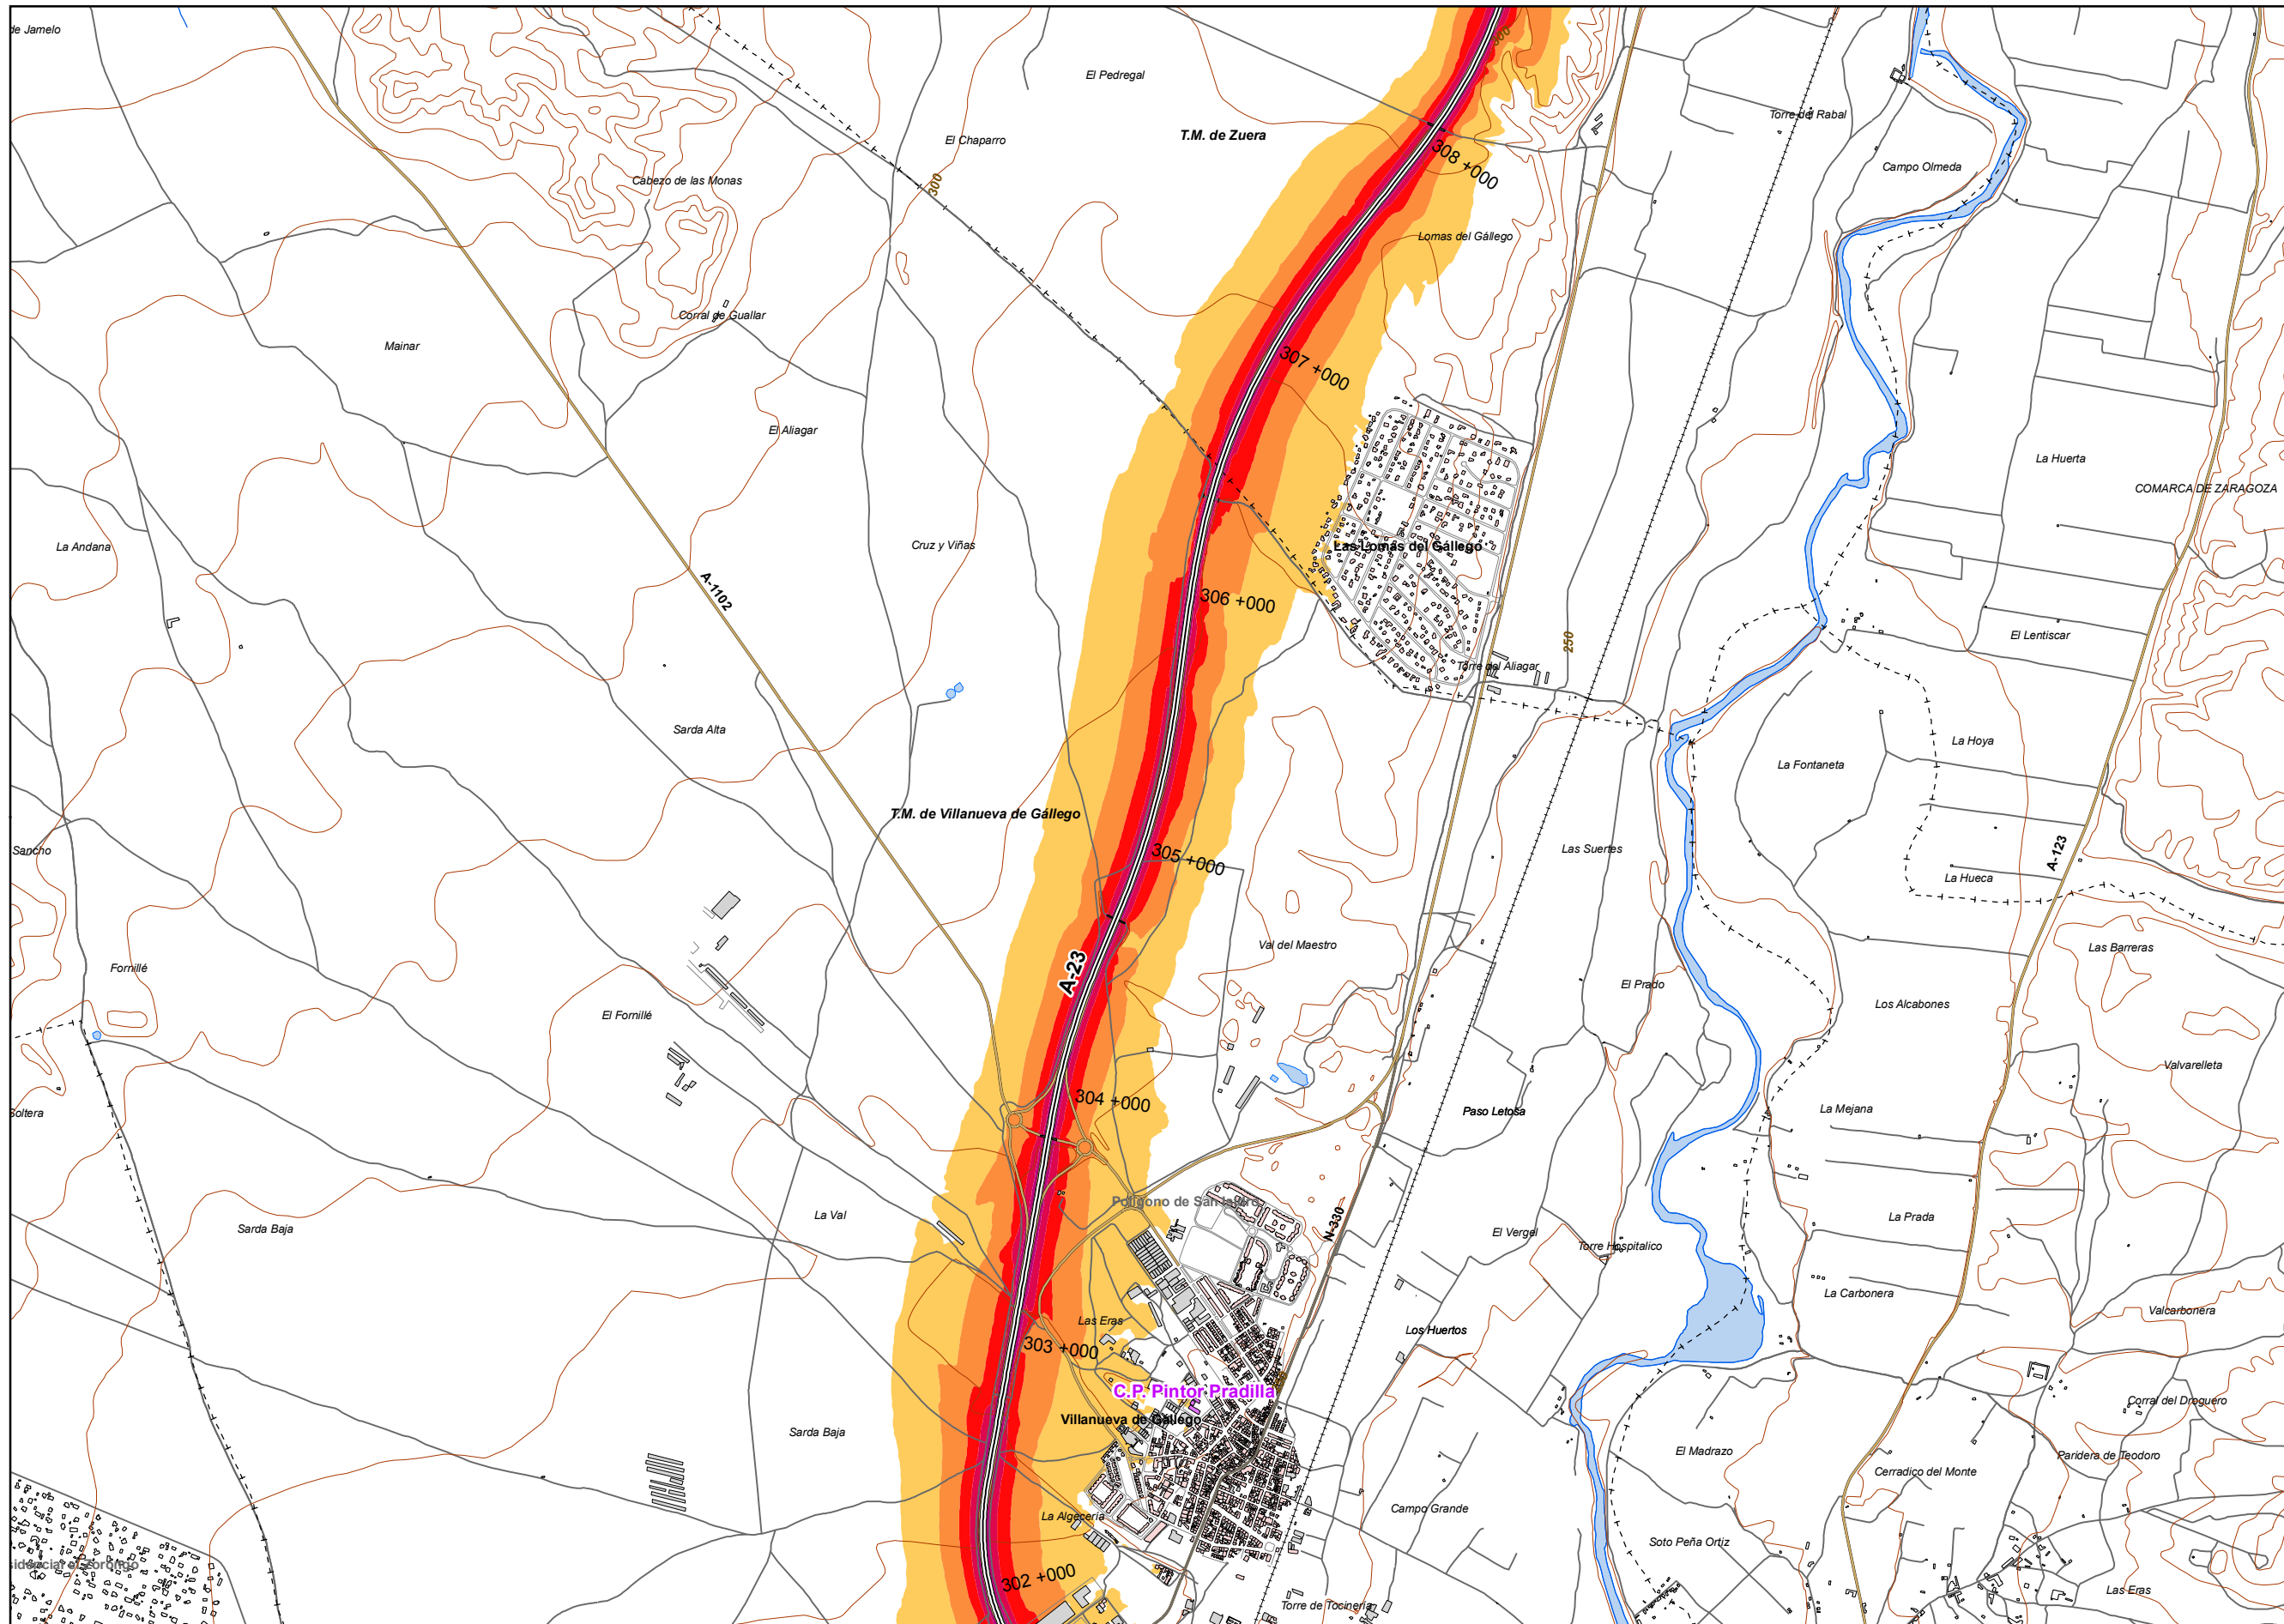 de Jamelo
El Pedregal
300
T.M. de Zuera
El Chaparro
Torre del Rabal
308 +000
Campo Olmeda
Cabezo de las Monas
300
Lomas del Gállego
Corral de Guallar
Mainar
307 +000
El Aliagar
La Huerta
COMARCA DE ZARAGOZA
La Andana
Cruz y Viñas
Las Lomas del Gállego
A-1102
306 +000
250
El Lentiscar
Torre del Aliagar
Sarda Alta
La Hoya
La Fontaneta
T.M. de Villanueva de Gállego
Sancho
305 +000
Las Suertes
A-123
La Hueca
Val del Maestro
Las Barreras
A-23
Fornillé
El Prado
Los Alcabones
El Fornillé
Valvarelleta
304 +000
Soltera
Paso Letosa
La Mejana
Polígono de San Isidro
La Val
N-330
La Prada
Sarda Baja
El Vergel
Torre Hospitalico
La Carbonera
Las Eras
Valcarbonera
303 +000
Los Huertos
C.P. Pintor Pradilla
Corral del Droguero
Villanueva de Gállego
Sarda Baja
El Madrazo
Paridera de Teodoro
Cerradico del Monte
La Algecería
Campo Grande
Soto Peña Ortiz
sidencial el Zorongo
302 +000
Las Eras
Torre de Tocinería